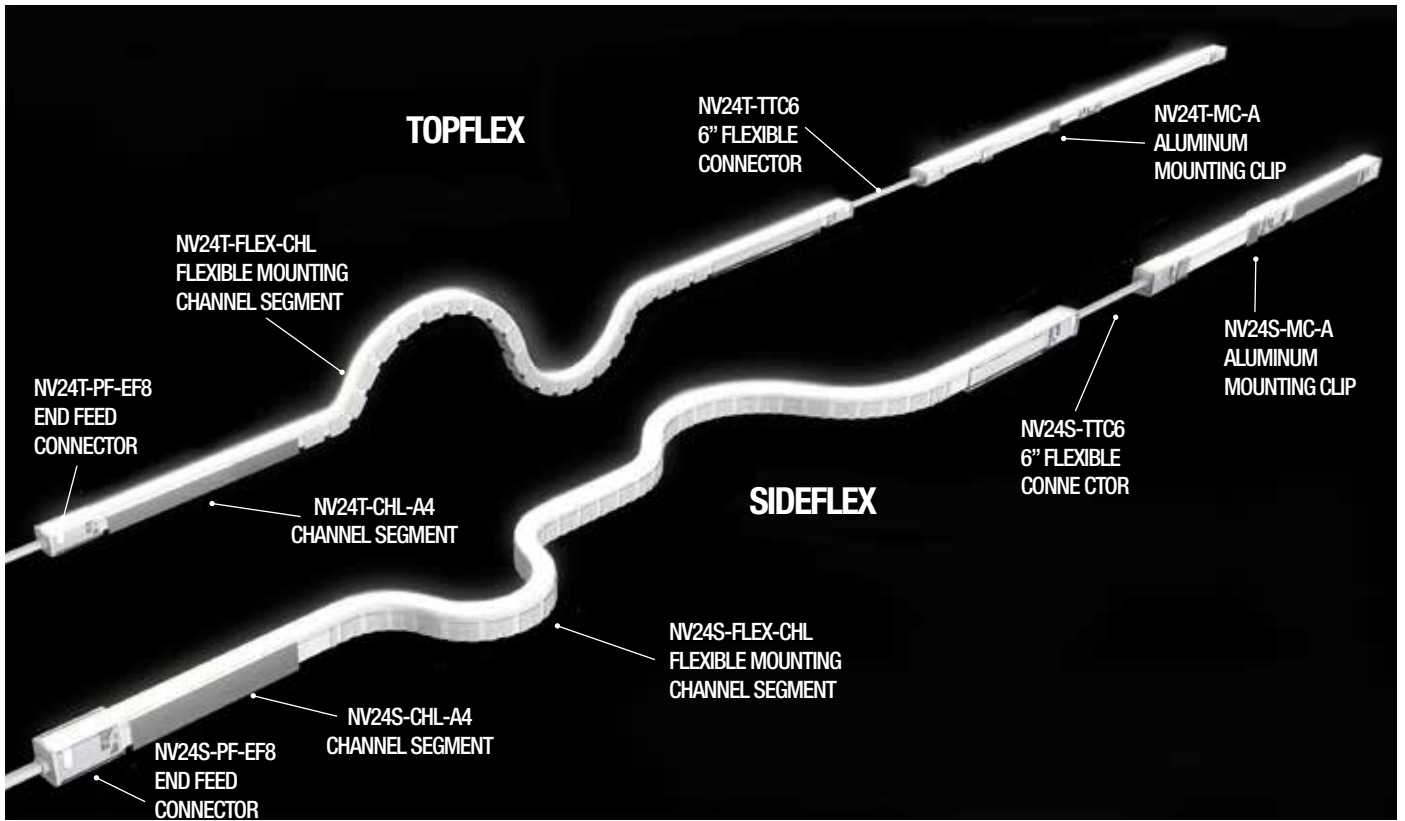 TOPFLEX
NV24T-TTC6
6” FLEXIBLE
CONNECTOR
NV24T-MC-A
ALUMINUM
MOUNTING CLIP
NV24T-FLEX-CHL
FLEXIBLE MOUNTING
CHANNEL SEGMENT
NV24S-MC-A
ALUMINUM
MOUNTING CLIP
NV24T-PF-EF8
END FEED
CONNECTOR
NV24S-TTC6
6” FLEXIBLE
CONNE CTOR
NV24T-CHL-A4
CHANNEL SEGMENT
SIDEFLEX
NV24S-FLEX-CHL
FLEXIBLE MOUNTING
CHANNEL SEGMENT
NV24S-CHL-A4
CHANNEL SEGMENT
NV24S-PF-EF8
END FEED
CONNECTOR